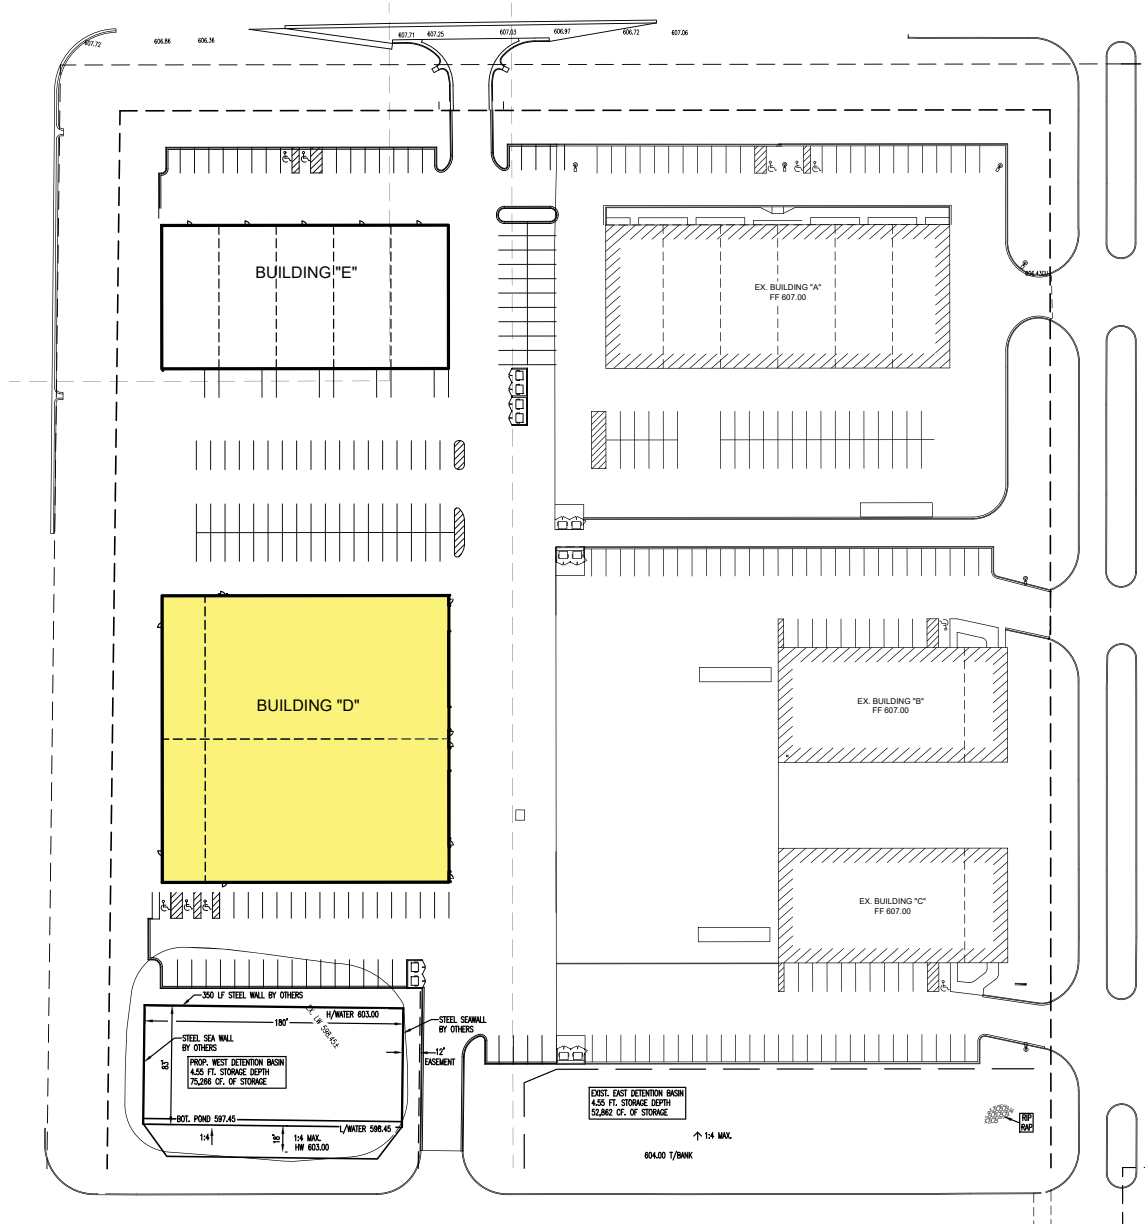 607.72
606.86
606.36
607.71
607.25
607.03
606.97
606.72
607.06
BUILDING "E"
EX. BUILDING "A"
FF 607.00
BUILDING "D"
EX. BUILDING "B"
FF 607.00
EX. BUILDING "C"
FF 607.00
350 LF STEEL WALL BY OTHERS
H/WATER 603.00
180'
EX. LW 598.45±
STEEL SEAWALL
BY OTHERS
STEEL SEA WALL
BY OTHERS
83'
12'
EASEMENT
PROP. WEST DETENTION BASIN
4.55 FT. STORAGE DEPTH
75,266 CF. OF STORAGE
BOT. POND 597.45
L/WATER 598.45
1:4
18'
1:4 MAX.
HW 603.00
EXIST. EAST DETENTION BASIN
4.55 FT. STORAGE DEPTH
52,862 CF. OF STORAGE
1:4 MAX.
604.00 T/BANK
RIP
RAP